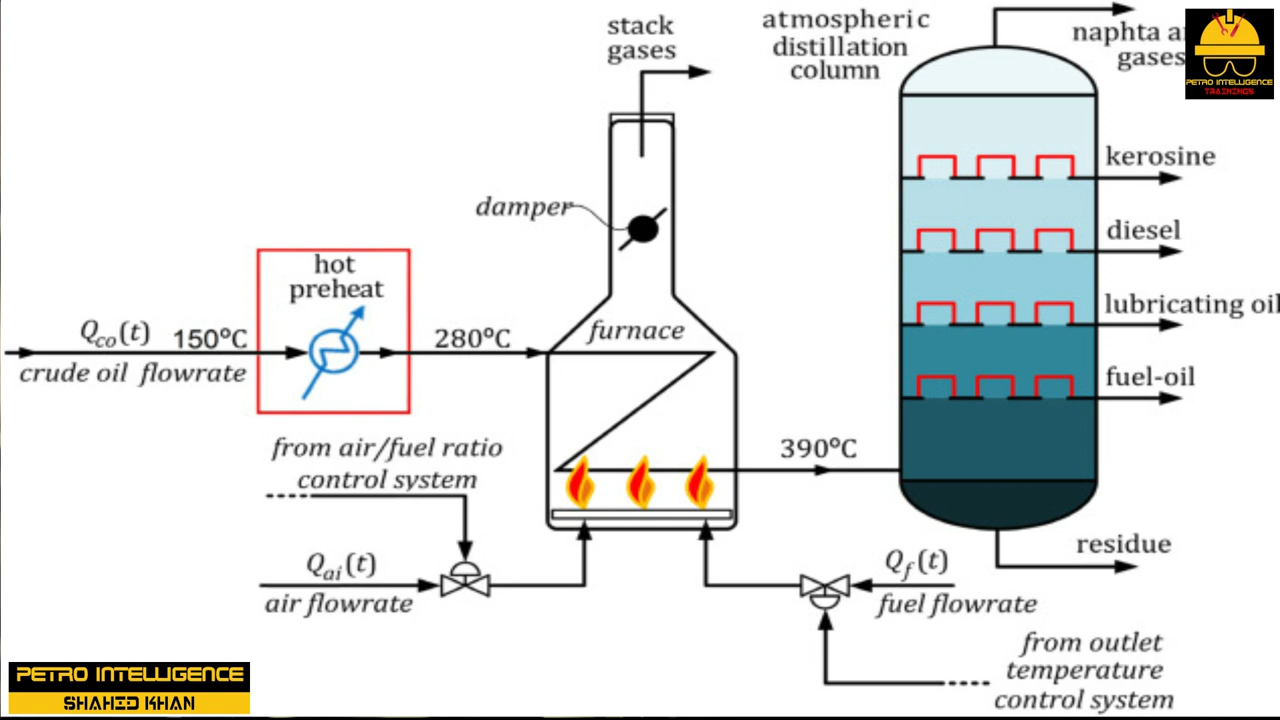 stack
gases
atmospheric
distillation
column
naphta a
gases
PETRO INTELLIGENCE
TRAININGS
kerosine
diesel
lubricating oil
fuel-oil
residue
damper
hot
preheat
Qco(t)
150°C
crude oil flowrate
280°C
furnace
390°C
from air/fuel ratio
control system
Qai(t)
air flowrate
Qf(t)
fuel flowrate
from outlet
temperature
control system
PETRO INTELLIGENCE
SHAHID KHAN